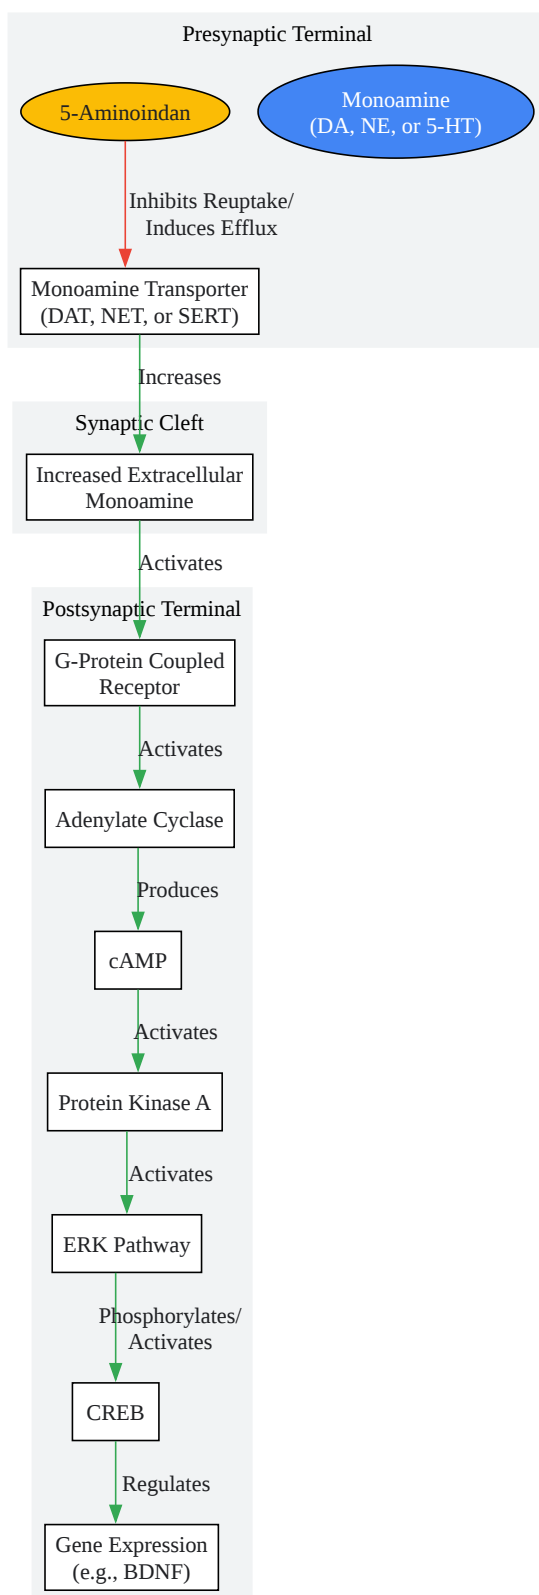 Presynaptic Terminal
5-Aminoindan
Monoamine
(DA, NE, or 5-HT)
Inhibits Reuptake/
Induces Efflux
Monoamine Transporter
(DAT, NET, or SERT)
Increases
Synaptic Cleft
Increased Extracellular
Monoamine
Activates
Postsynaptic Terminal
G-Protein Coupled
Receptor
Activates
Adenylate Cyclase
Produces
cAMP
Activates
Protein Kinase A
Activates
ERK Pathway
Phosphorylates/
Activates
CREB
Regulates
Gene Expression
(e.g., BDNF)